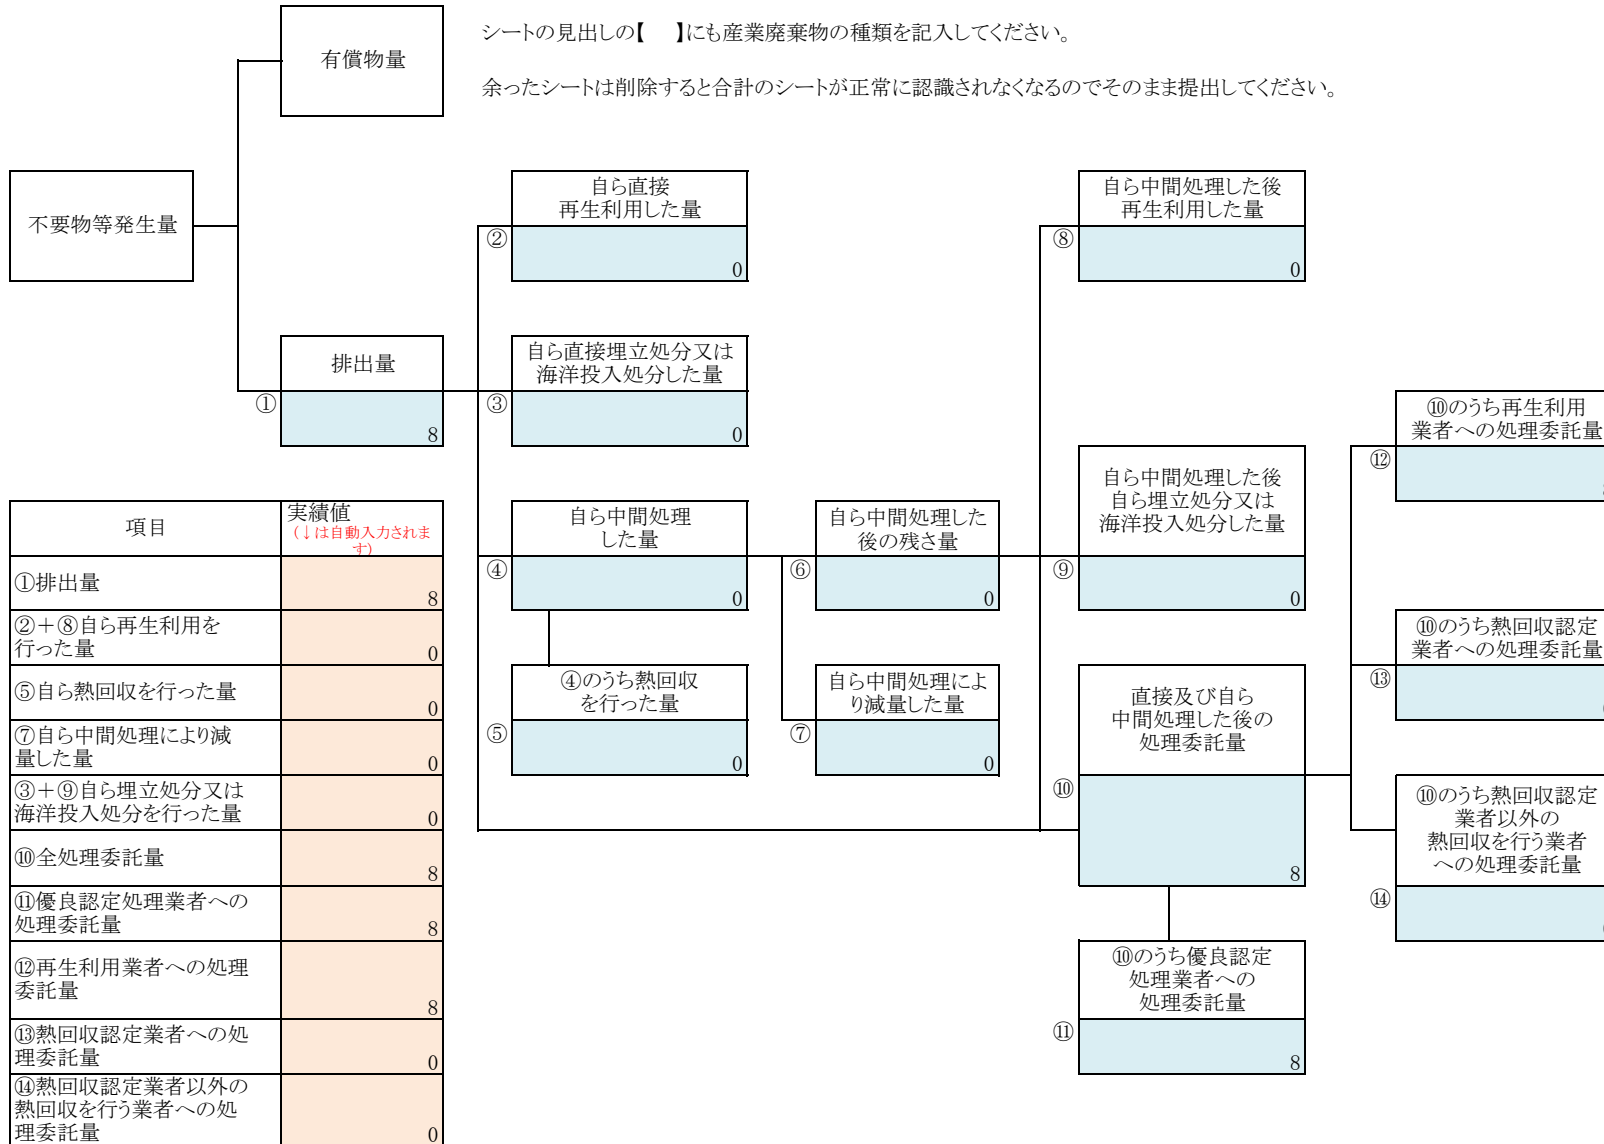 シートの見出しの【　】にも産業廃棄物の種類を記入してください。
有償物量
余ったシートは削除すると合計のシートが正常に認識されなくなるのでそのまま提出してください。
不要物等発生量
自ら直接
再生利用した量
②
0
自ら中間処理した後
再生利用した量
⑧
0
排出量
①
8
自ら直接埋立処分又は
海洋投入処分した量
③
0
⑩のうち再生利用
業者への処理委託量
⑫
自ら中間処理
した量
④
0
自ら中間処理した
後の残さ量
⑥
0
自ら中間処理した後
自ら埋立処分又は
海洋投入処分した量
⑨
0
⑩のうち熱回収認定
業者への処理委託量
⑬
④のうち熱回収
を行った量
⑤
0
自ら中間処理によ
り減量した量
⑦
0
直接及び自ら
中間処理した後の
処理委託量
⑩
8
⑩のうち熱回収認定
業者以外の
熱回収を行う業者
への処理委託量
⑭
⑩のうち優良認定
処理業者への
処理委託量
⑪
8
項目
実績値
(↓は自動入力されま
す)
①排出量
8
②＋⑧自ら再生利用を
行った量
0
⑤自ら熱回収を行った量
0
⑦自ら中間処理により減
量した量
0
③＋⑨自ら埋立処分又は
海洋投入処分を行った量
0
⑩全処理委託量
8
⑪優良認定処理業者への
処理委託量
8
⑫再生利用業者への処理
委託量
8
⑬熱回収認定業者への処
理委託量
0
⑭熱回収認定業者以外の
熱回収を行う業者への処
理委託量
0